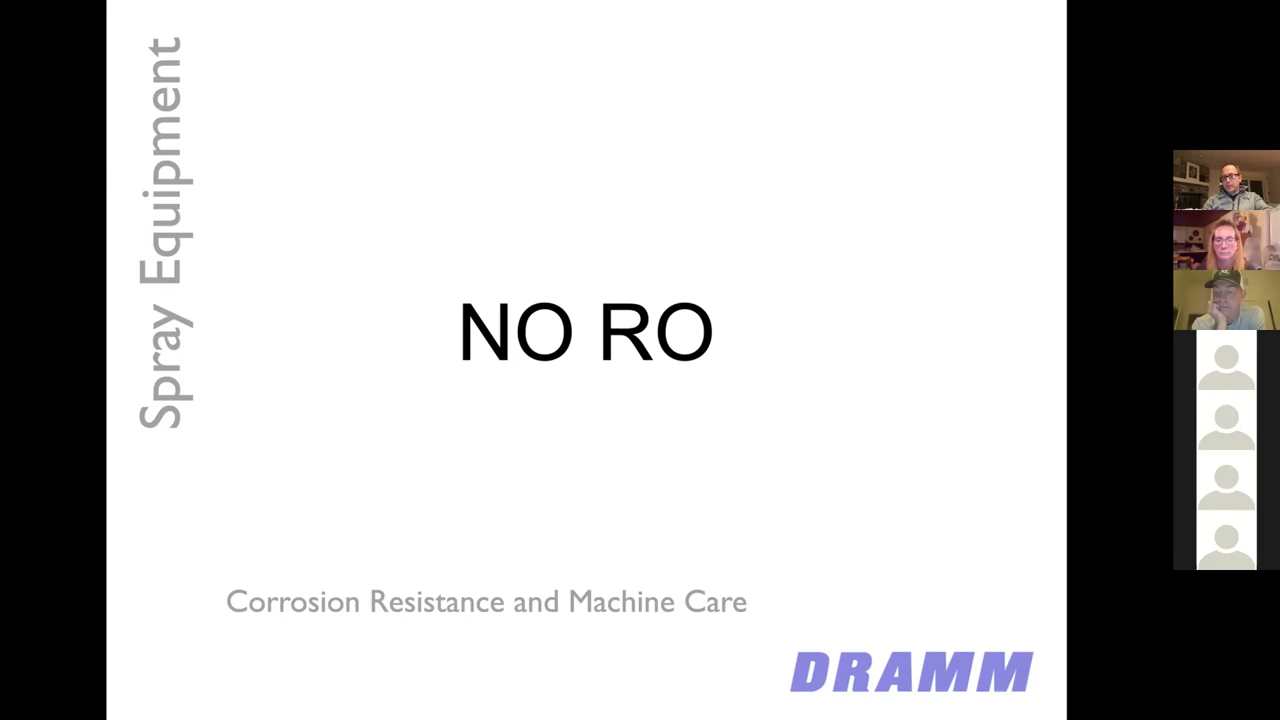 Spray Equipment
NO RO
Corrosion Resistance and Machine Care
DRAMM